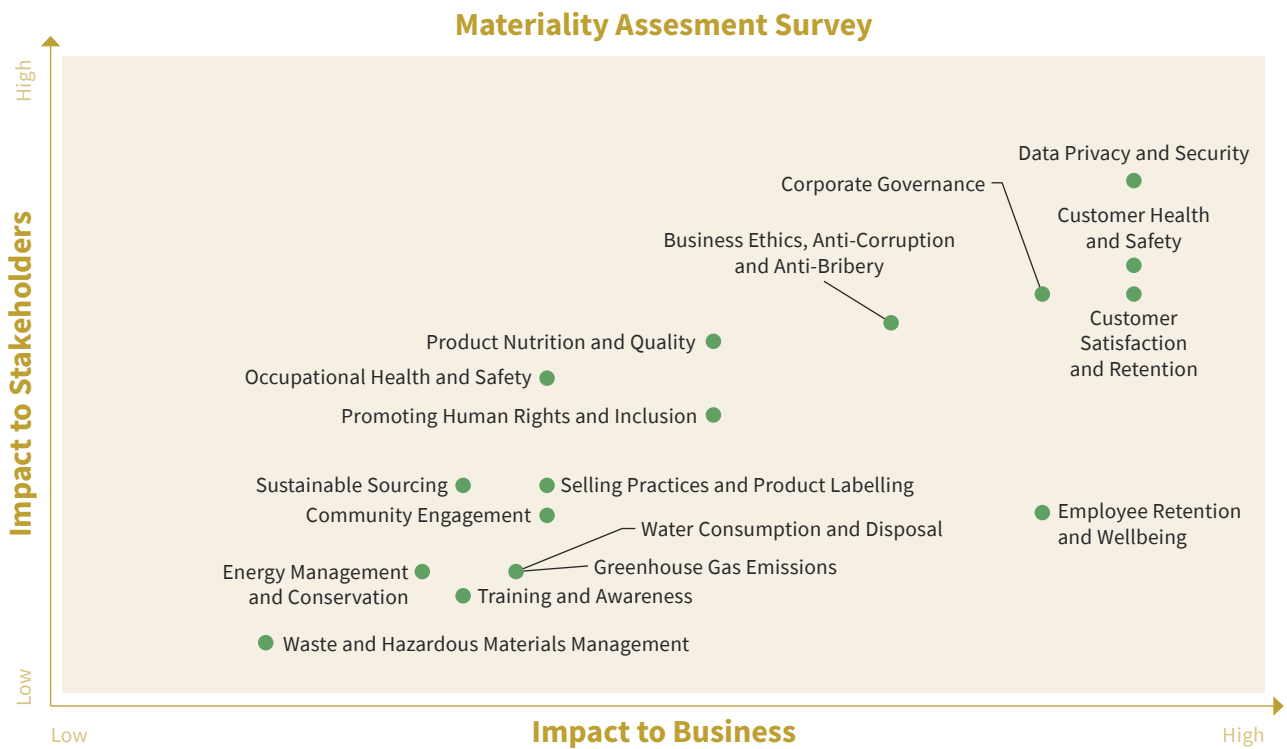 Materiality Assesment Survey
High
Impact to Stakeholders
Low
Data Privacy and Security
Corporate Governance
Customer Health
and Safety
Business Ethics, Anti-Corruption
and Anti-Bribery
Customer
Satisfaction
and Retention
Product Nutrition and Quality
Occupational Health and Safety
Promoting Human Rights and Inclusion
Sustainable Sourcing
Selling Practices and Product Labelling
Community Engagement
Employee Retention
and Wellbeing
Water Consumption and Disposal
Greenhouse Gas Emissions
Energy Management
and Conservation
Training and Awareness
Waste and Hazardous Materials Management
Low
Impact to Business
High